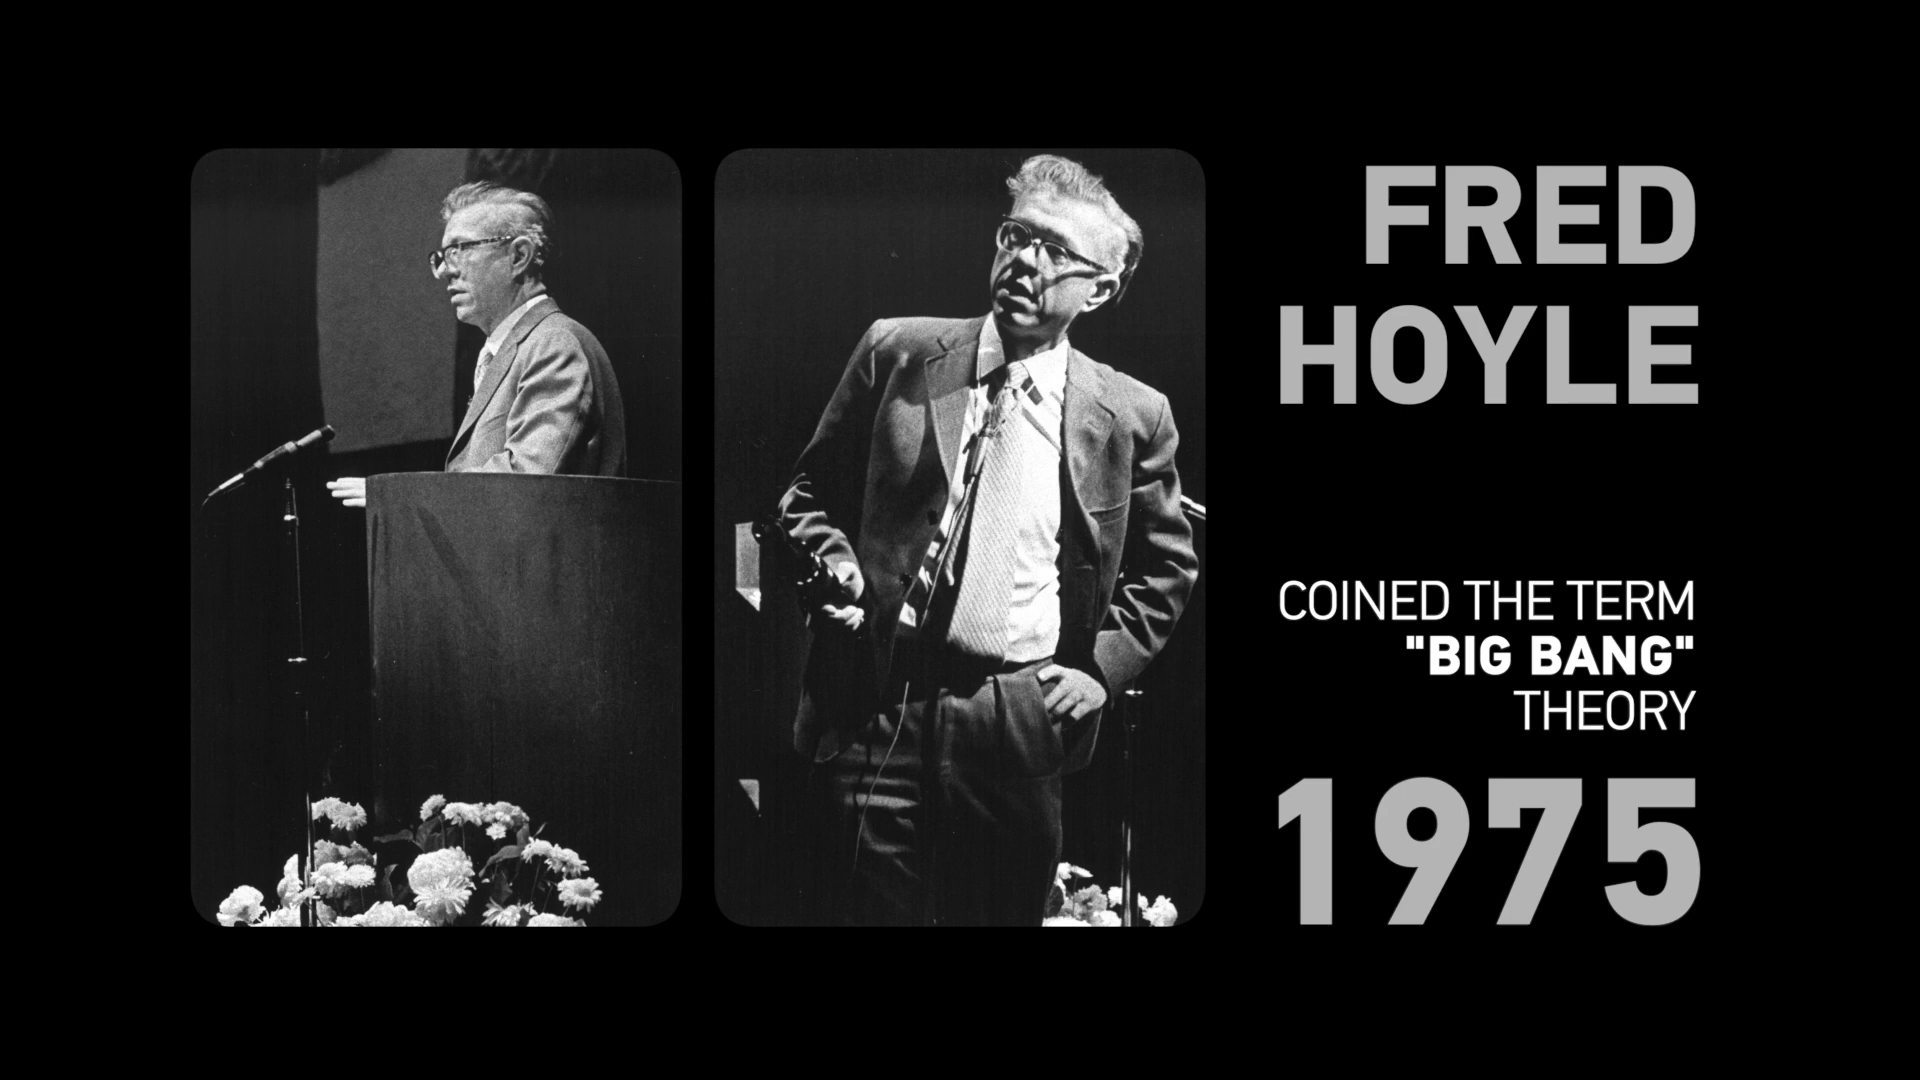 FRED
HOYLE
COINED THE TERM
"BIG BANG"
THEORY
1975